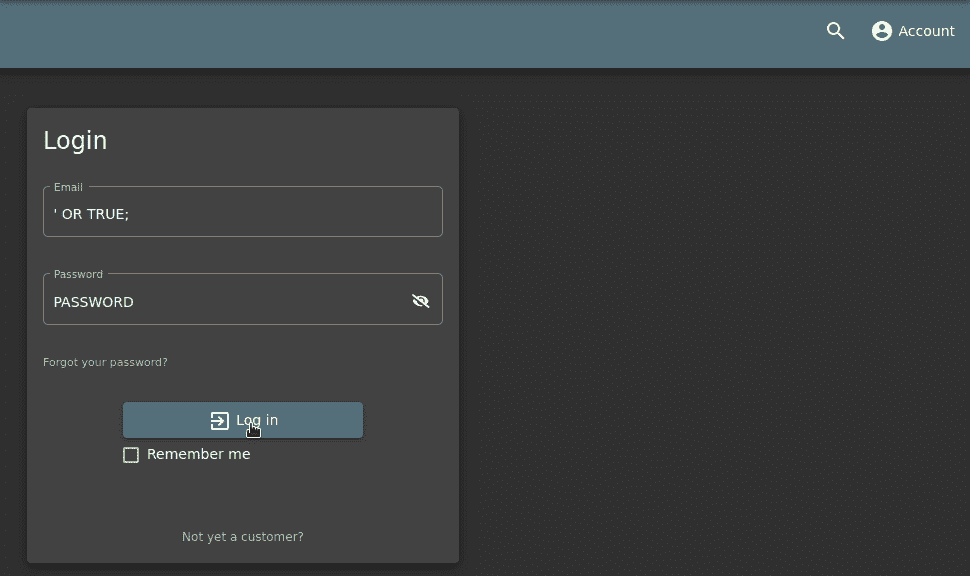 Account
Login
Email
' OR TRUE;
Password
PASSWORD
Forgot your password?
Log in
Remember me
Not yet a customer?